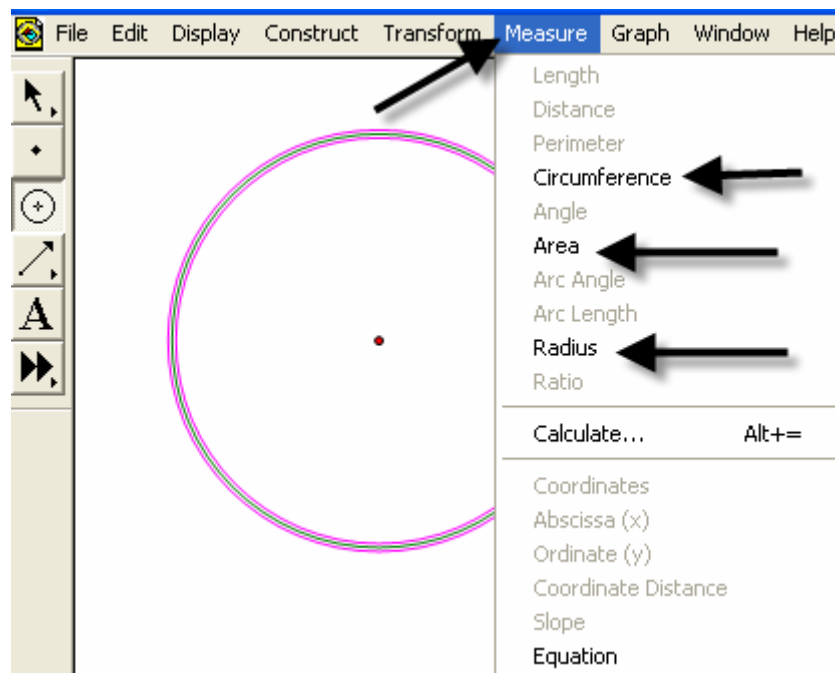 File Edit Display Construct Transform Measure Graph Window Help
Length
Distance
Perimeter
Circumference
Angle
Area
Arc Angle
Arc Length
Radius
Ratio
Calculate... Alt+=
Coordinates
Abscissa (x)
Ordinate (y)
Coordinate Distance
Slope
Equation
A